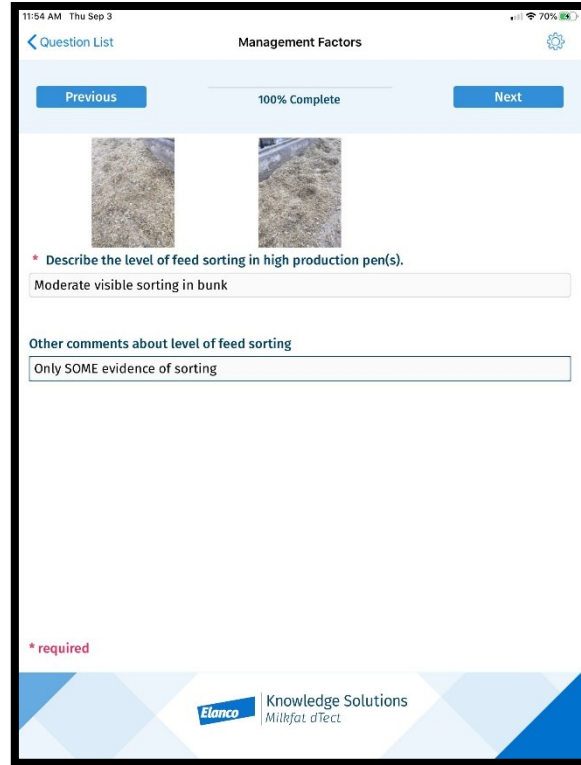 11:54 AM Thu Sep 3 70%
Question List Management Factors
Previous 100% Complete Next
* Describe the level of feed sorting in high production pen(s).
Moderate visible sorting in bunk
Other comments about level of feed sorting
Only SOME evidence of sorting
* required
Elanco Knowledge Solutions
Milkfat dTect